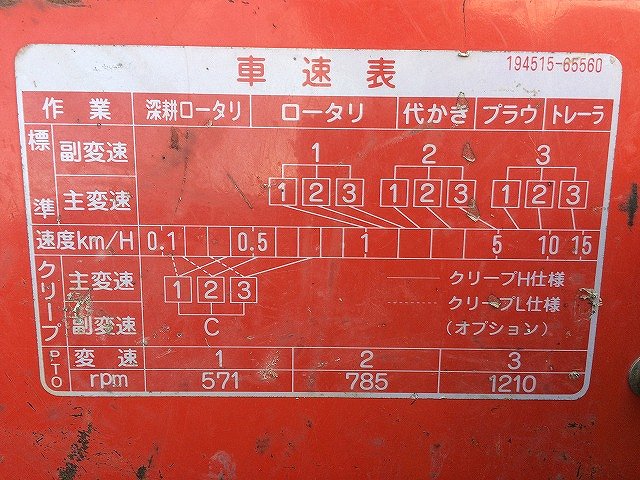 車速表 194515-65560
作業 深耕ロータリ ロータリ 代かき プラウ トレーラ
標準 副変速 1 2 3
主変速 1 2 3 1 2 3 1 2 3
速度km/H 0.1 0.5 1 5 10 15
クリープ 主変速 1 2 3 クリープH仕様
クリープL仕様
副変速 C (オプション)
PTO 変速 1 2 3
rpm 571 785 1210